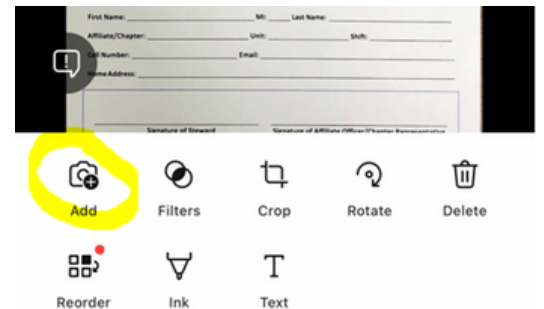 First Name: MI: Last Name:
Affiliate/Chapter: Unit: Shift:
Cell Number: Email:
Home Address:
Signature of Steward Signature of Affiliate Officer/Chapter Representative
Add Filters Crop Rotate Delete
Reorder Ink Text